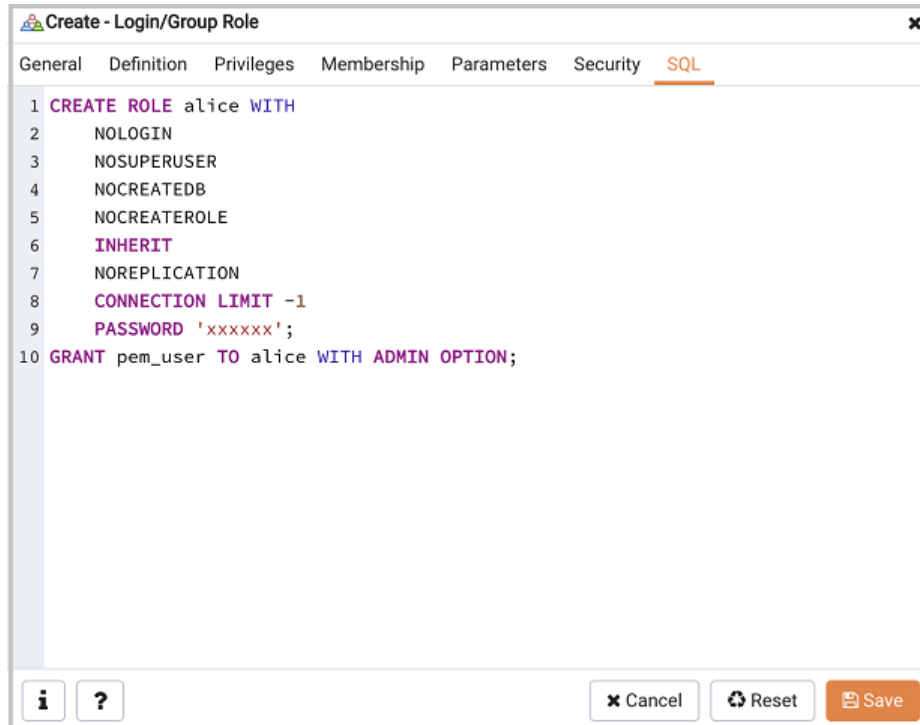 Create - Login/Group Role
General Definition Privileges Membership Parameters Security SQL
1 CREATE ROLE alice WITH
2 NOLOGIN
3 NOSUPERUSER
4 NOCREATEDB
5 NOCREATEROLE
6 INHERIT
7 NOREPLICATION
8 CONNECTION LIMIT -1
9 PASSWORD 'xxxxxx';
10 GRANT pem_user TO alice WITH ADMIN OPTION;
i ? Cancel Reset Save